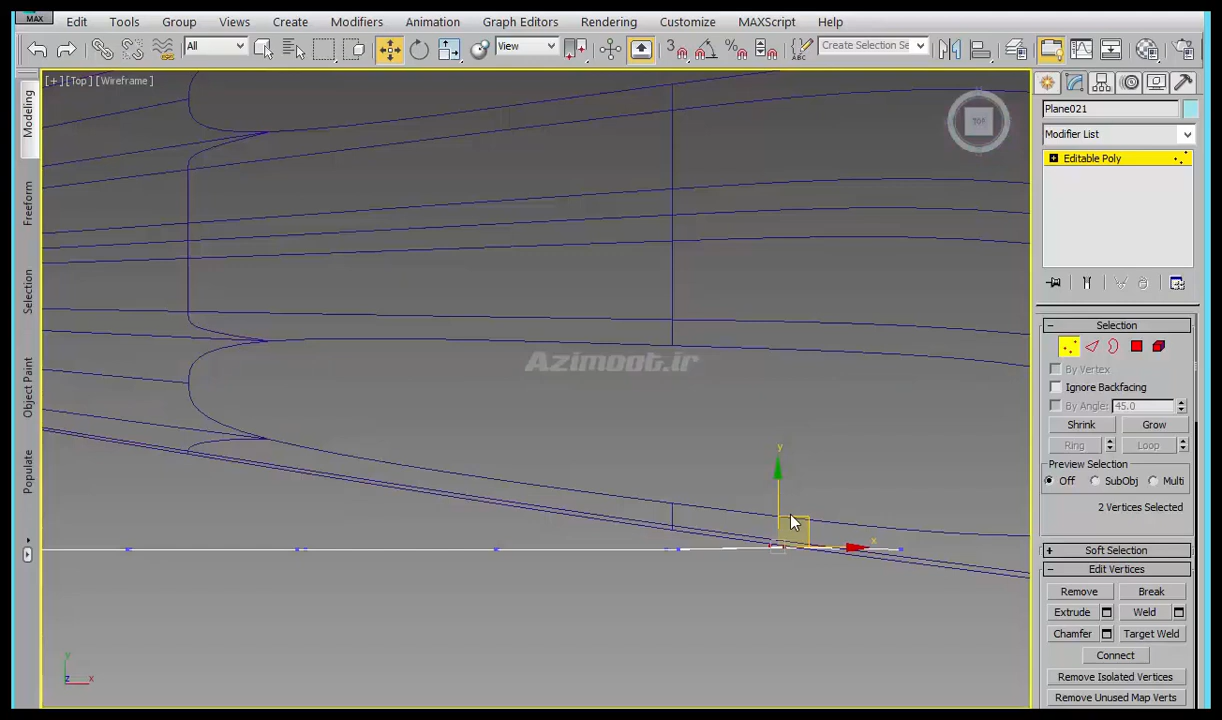 MAX
Edit Tools Group Views Create Modifiers Animation Graph Editors Rendering Customize MAXScript Help
All View 3 Create Selection Se
[+] [Top] [Wireframe]
TOP
Modeling
Freeform
Selection
Object Paint
Populate
Plane021
Modifier List
Editable Poly
Selection
By Vertex
Ignore Backfacing
By Angle: 45.0
Shrink Grow
Ring Loop
Preview Selection
Off SubObj Multi
2 Vertices Selected
Soft Selection
Edit Vertices
Remove Break
Extrude Weld
Chamfer Target Weld
Connect
Remove Isolated Vertices
Remove Unused Map Verts
Azimoot.ir
y
x
y
z x